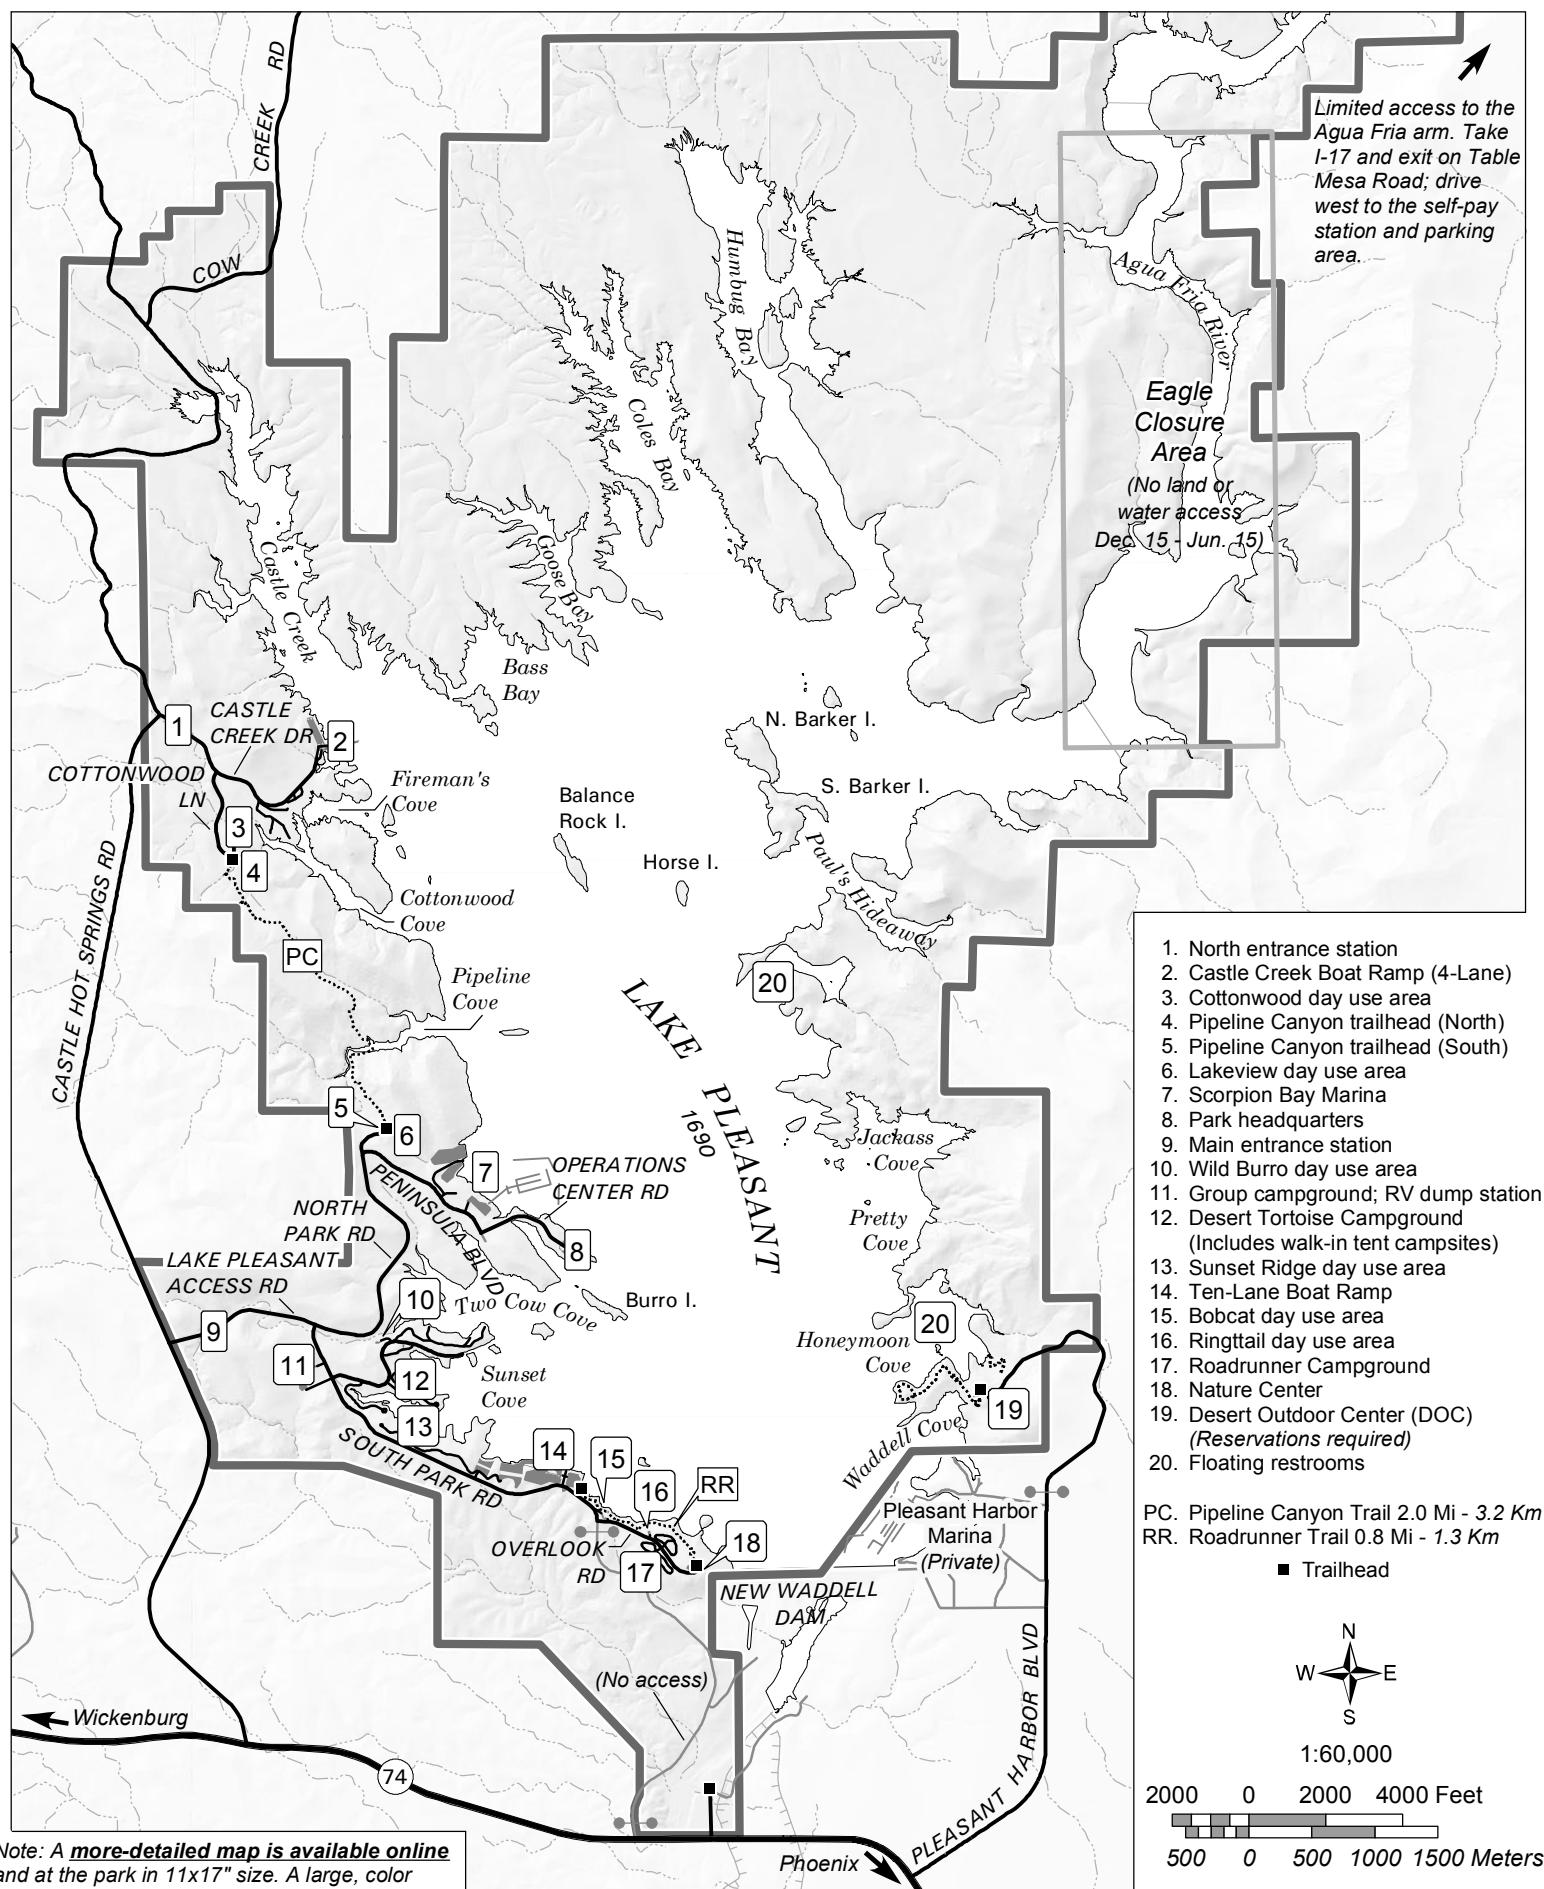 CREEK RD
COW
Limited access to the
Agua Fria arm. Take
I-17 and exit on Table
Mesa Road; drive
west to the self-pay
station and parking
area.
Humbug Bay
Agua Fria River
Coles Bay
Eagle
Closure
Area
(No land or
water access
Dec. 15 - Jun. 15)
Castle Creek
Goose Bay
Bass
Bay
1
CASTLE
CREEK DR
2
N. Barker I.
COTTONWOOD
LN
Fireman's
Cove
Balance
Rock I.
S. Barker I.
3
4
Horse I.
Paul's Hideaway
Cottonwood
Cove
CASTLE HOT SPRINGS RD
PC
Pipeline
Cove
20
LAKE PLEASANT
1690
5
6
Jackass
Cove
7
OPERATIONS
CENTER RD
PENINSULA BLVD
NORTH
PARK RD
Pretty
Cove
8
LAKE PLEASANT
ACCESS RD
10
Two Cow Cove
Burro I.
9
20
Honeymoon
Cove
11
12
Sunset
Cove
19
13
SOUTH PARK RD
Waddell Cove
14
15
16
RR
Pleasant Harbor
Marina
(Private)
OVERLOOK
RD
17
18
NEW WADDELL
DAM
(No access)
PLEASANT HARBOR BLVD
Wickenburg
74
Phoenix
1. North entrance station
2. Castle Creek Boat Ramp (4-Lane)
3. Cottonwood day use area
4. Pipeline Canyon trailhead (North)
5. Pipeline Canyon trailhead (South)
6. Lakeview day use area
7. Scorpion Bay Marina
8. Park headquarters
9. Main entrance station
10. Wild Burro day use area
11. Group campground; RV dump station
12. Desert Tortoise Campground
(Includes walk-in tent campsites)
13. Sunset Ridge day use area
14. Ten-Lane Boat Ramp
15. Bobcat day use area
16. Ringttail day use area
17. Roadrunner Campground
18. Nature Center
19. Desert Outdoor Center (DOC)
(Reservations required)
20. Floating restrooms
PC. Pipeline Canyon Trail 2.0 Mi - 3.2 Km
RR. Roadrunner Trail 0.8 Mi - 1.3 Km
Trailhead
N
W E
S
1:60,000
2000 0 2000 4000 Feet
500 0 500 1000 1500 Meters
Note: A more-detailed map is available online
and at the park in 11x17" size. A large, color